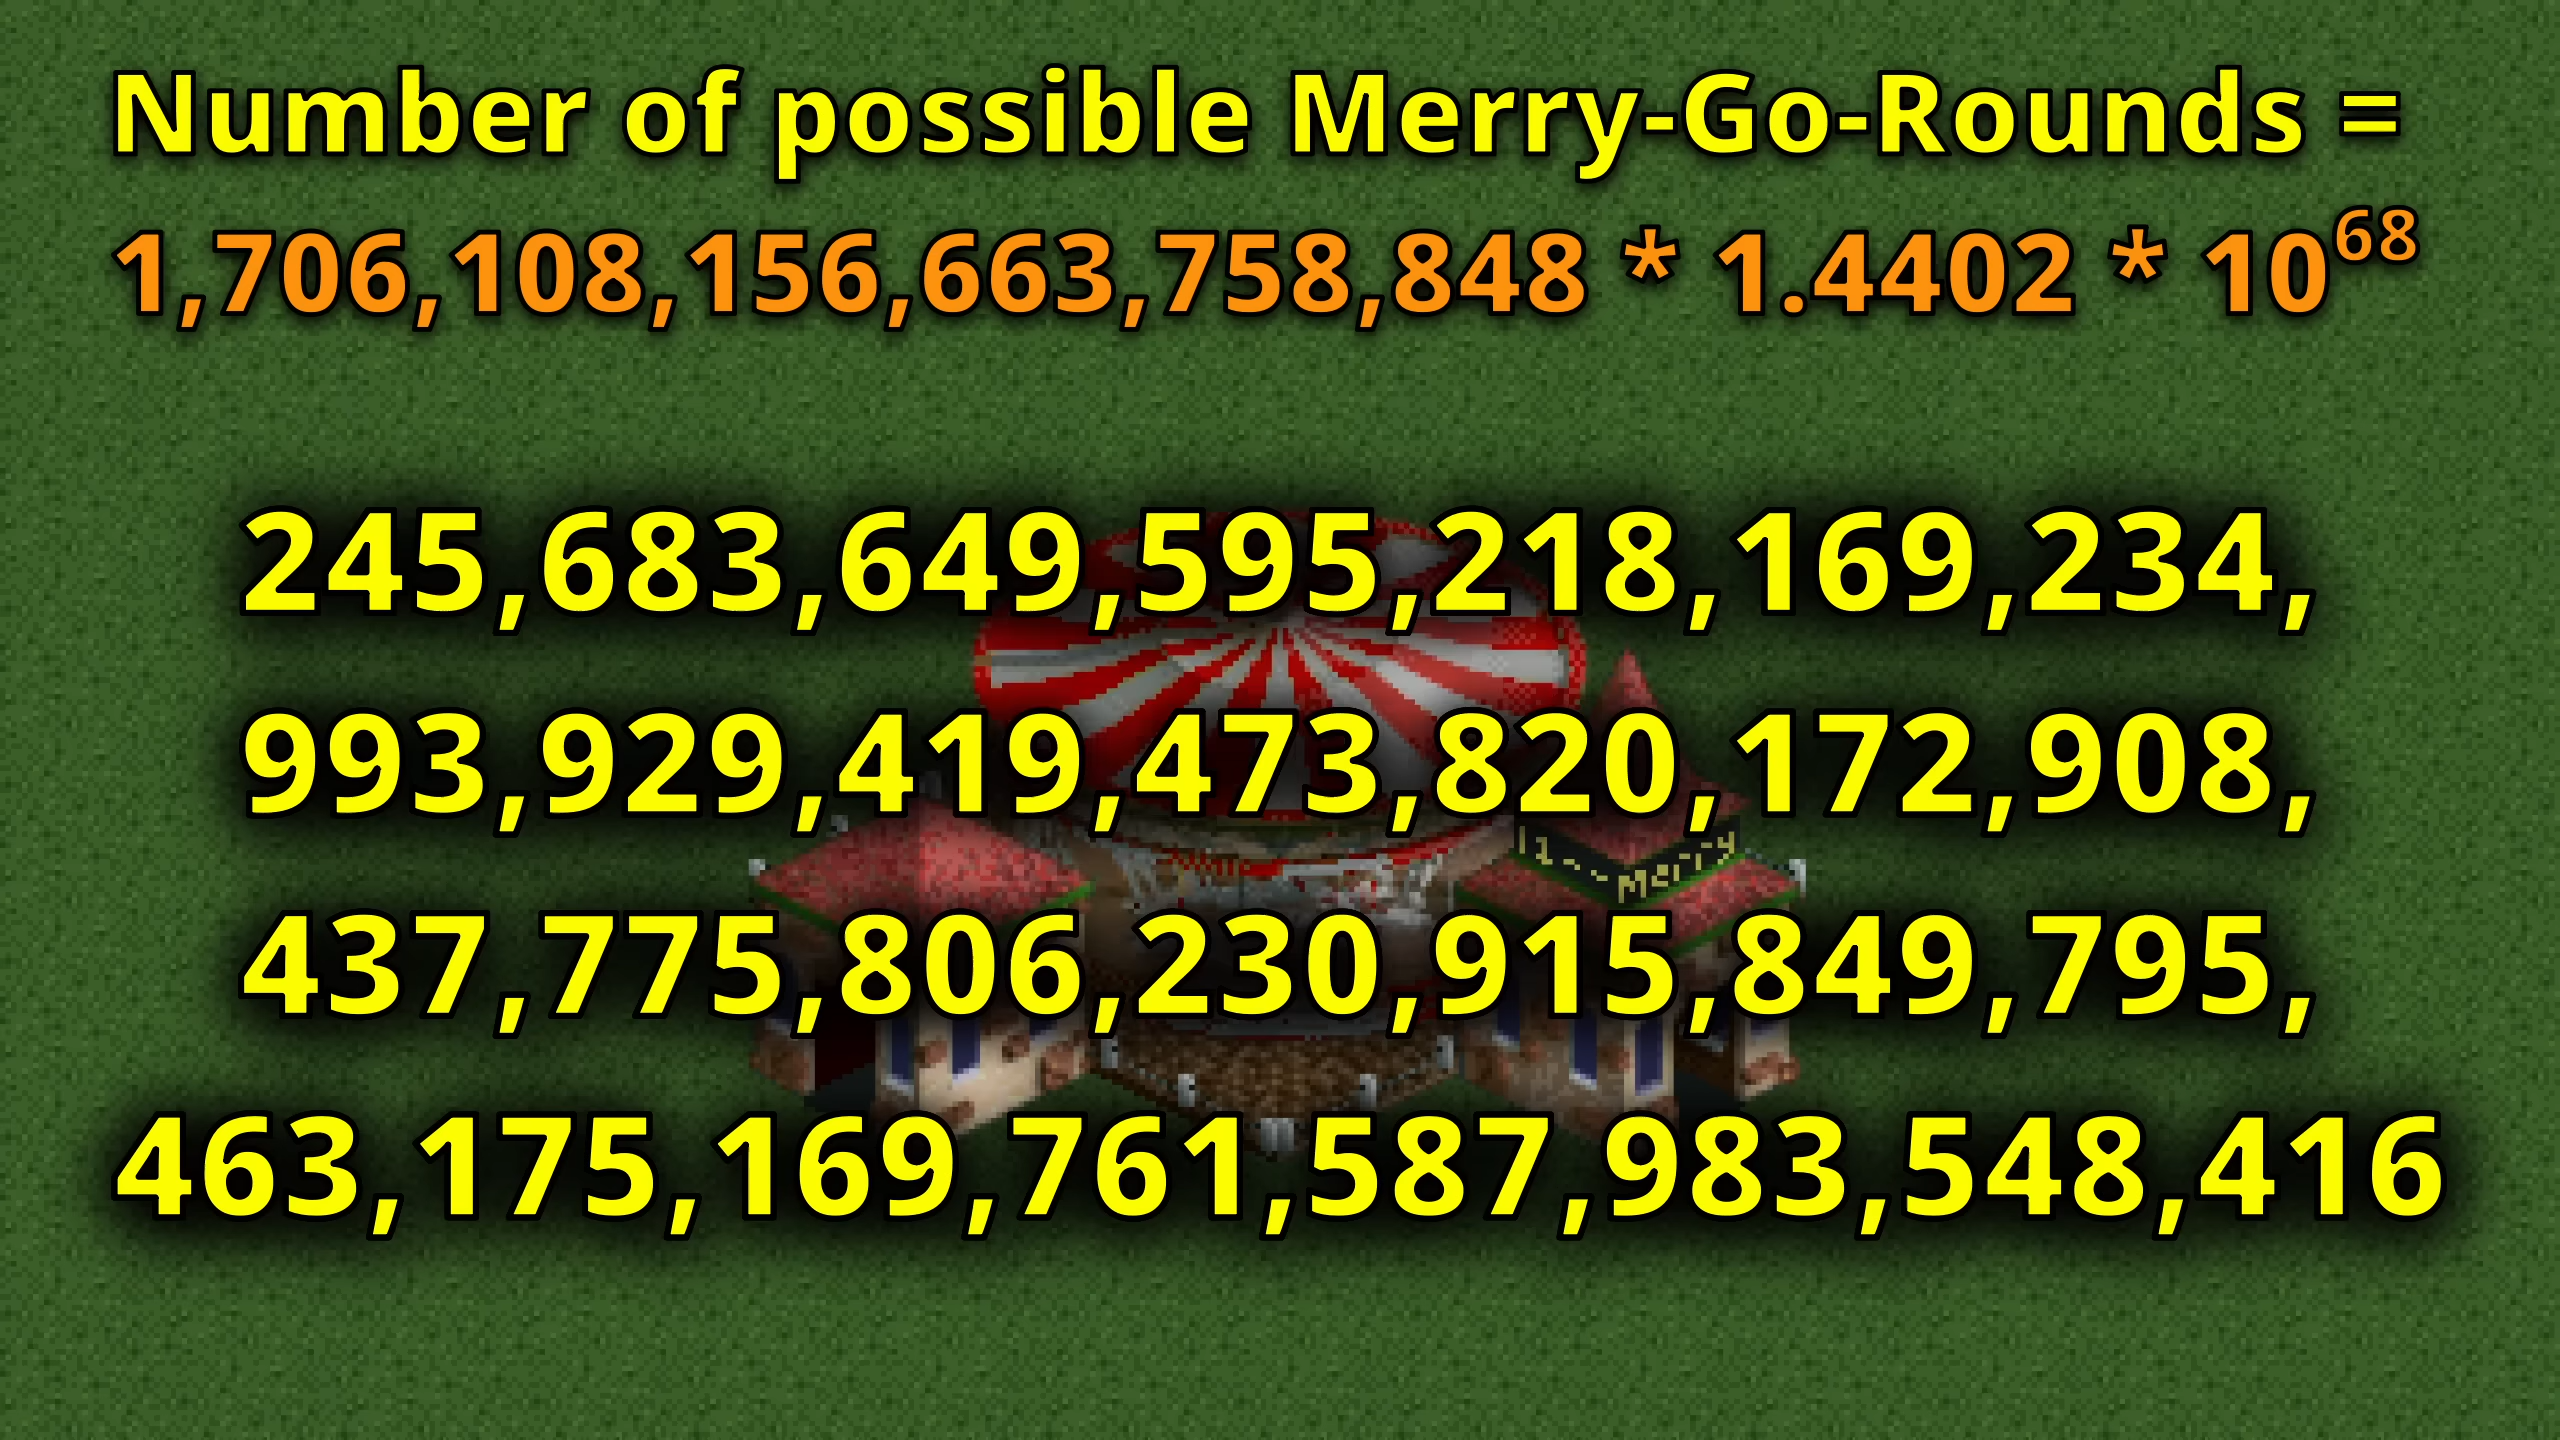 Number of possible Merry-Go-Rounds =
1,706,108,156,663,758,848 * 1.4402 * 10^68
245,683,649,595,218,169,234,
993,929,419,473,820,172,908,
437,775,806,230,915,849,795,
463,175,169,761,587,983,548,416
Merry